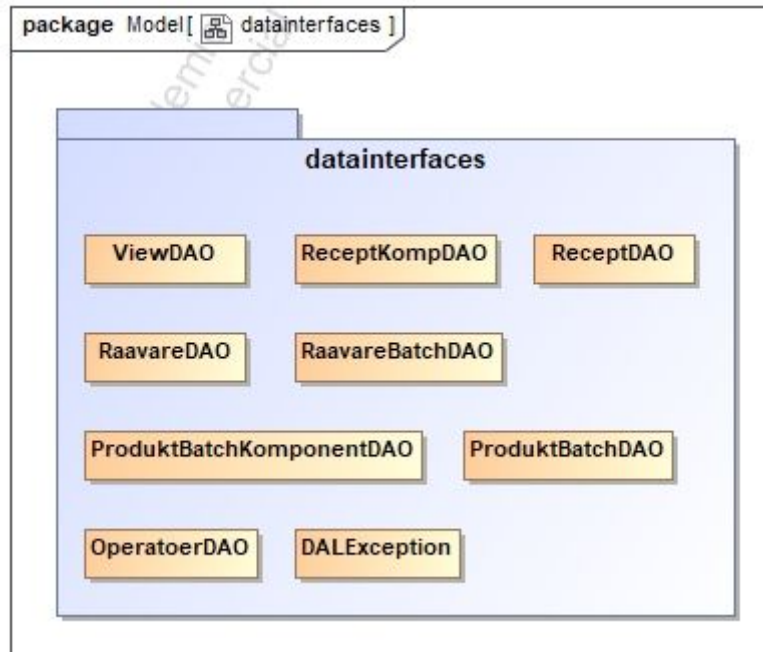 package Model[ datainterfaces ]
datainterfaces
ViewDAO
ReceptKompDAO
ReceptDAO
RaavareDAO
RaavareBatchDAO
ProduktBatchKomponentDAO
ProduktBatchDAO
OperatoerDAO
DALException